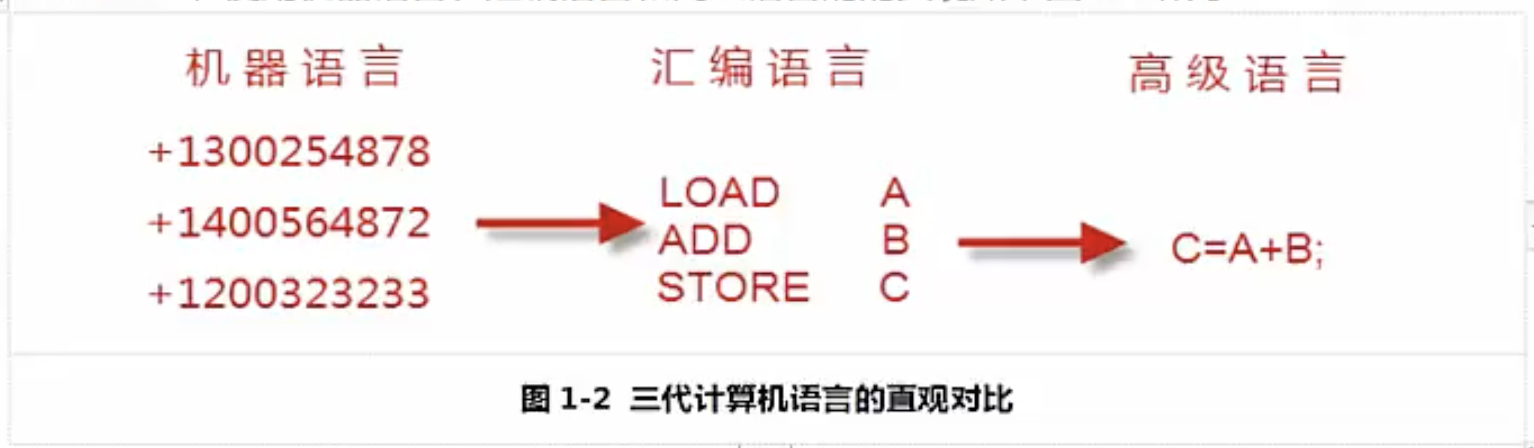 机器语言 汇编语言 高级语言
+1300254878
+1400564872
+1200323233
LOAD A
ADD B
STORE C
C=A+B;
图 1-2 三代计算机语言的直观对比